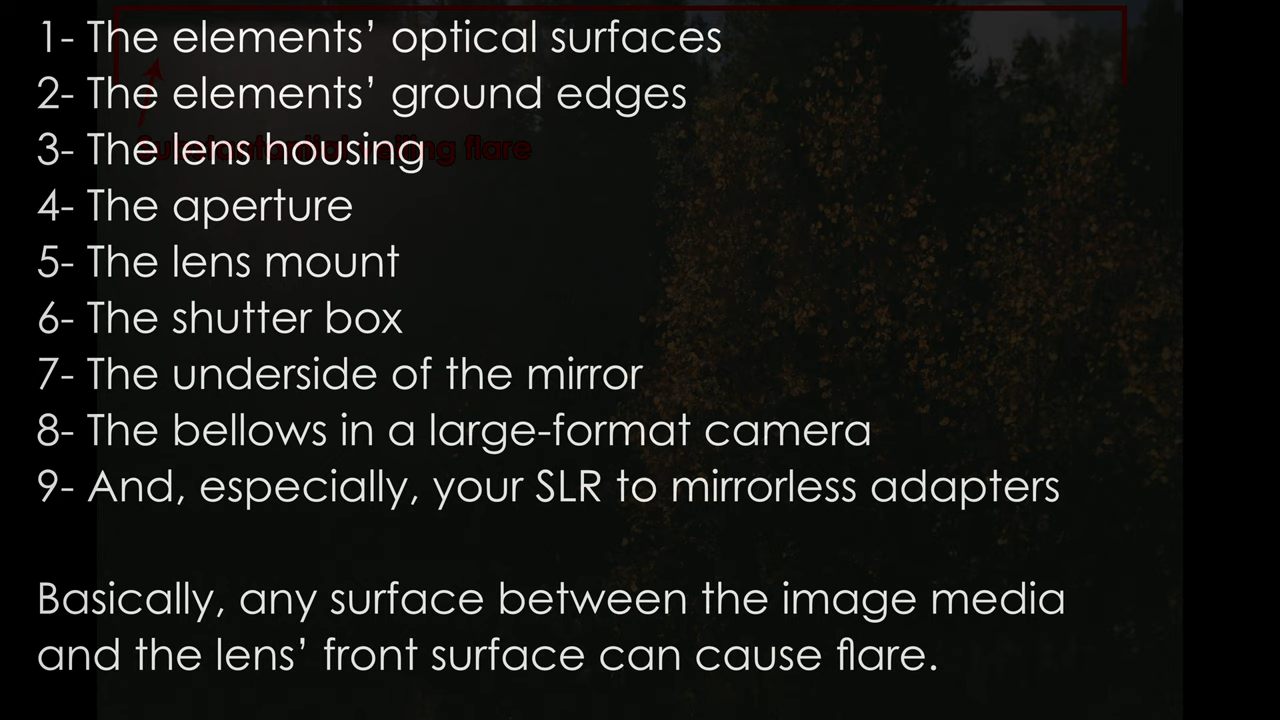 1- The elements’ optical surfaces
2- The elements’ ground edges
3- The lens housing
Substantial veiling flare
4- The aperture
5- The lens mount
6- The shutter box
7- The underside of the mirror
8- The bellows in a large-format camera
9- And, especially, your SLR to mirrorless adapters
Basically, any surface between the image media
and the lens’ front surface can cause flare.